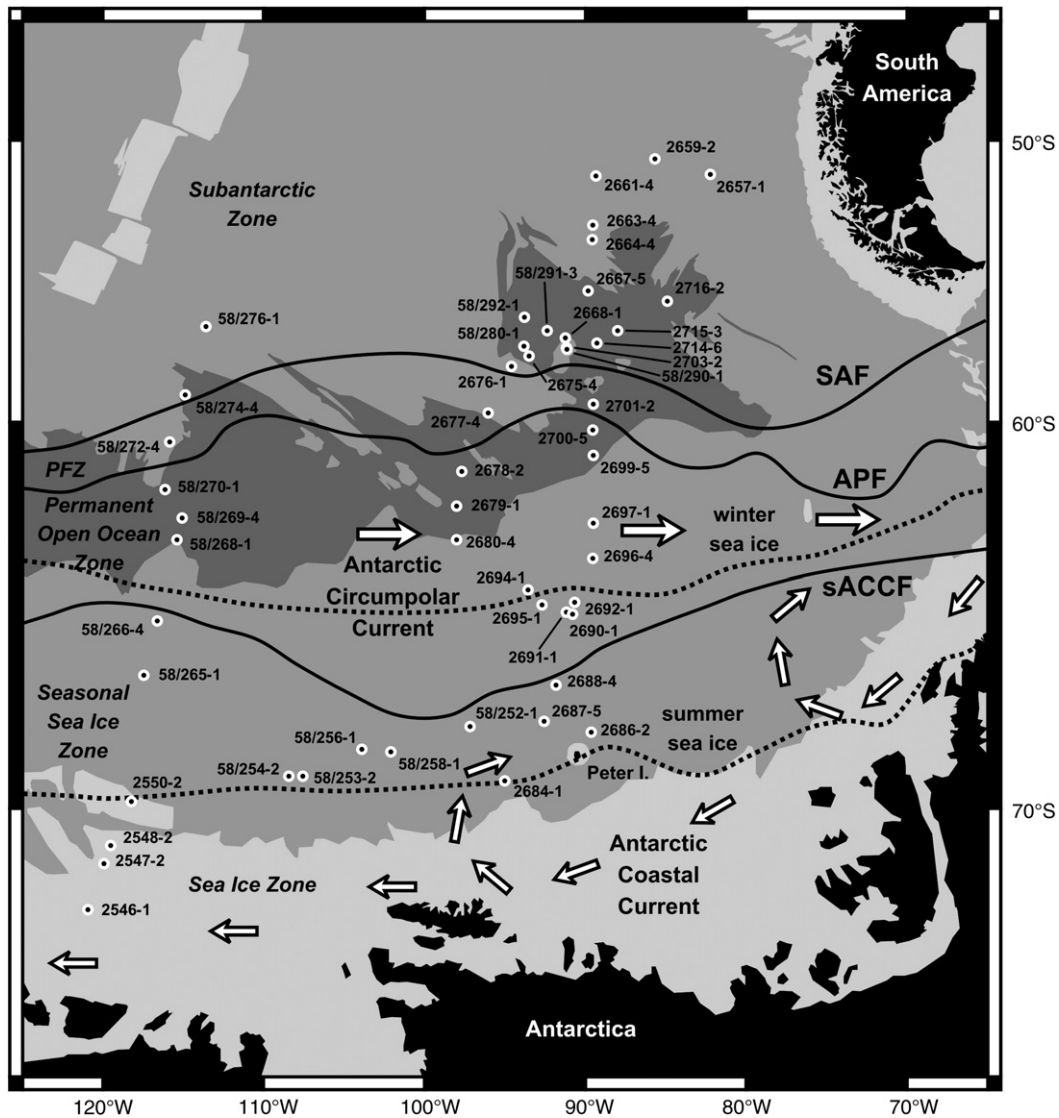 South
America
50°S
2659-2
2661-4
2657-1
Subantarctic
Zone
2663-4
2664-4
58/291-3
2667-5
2716-2
58/292-1
2668-1
58/276-1
58/280-1
2715-3
2714-6
2703-2
58/290-1
2676-1
2675-4
SAF
58/274-4
2677-4
2701-2
60°S
58/272-4
2700-5
PFZ
2678-2
2699-5
APF
58/270-1
Permanent
Open Ocean
Zone
58/269-4
2679-1
2697-1
winter
sea ice
58/268-1
2680-4
2696-4
Antarctic
Circumpolar
Current
2694-1
sACCF
2695-1
2692-1
58/266-4
2690-1
2691-1
58/265-1
2688-4
Seasonal
Sea Ice
Zone
58/252-1
2687-5
summer
sea ice
58/256-1
2686-2
58/258-1
58/254-2
58/253-2
Peter I.
2550-2
2684-1
70°S
2548-2
2547-2
Antarctic
Coastal
Current
Sea Ice Zone
2546-1
Antarctica
120°W
110°W
100°W
90°W
80°W
70°W